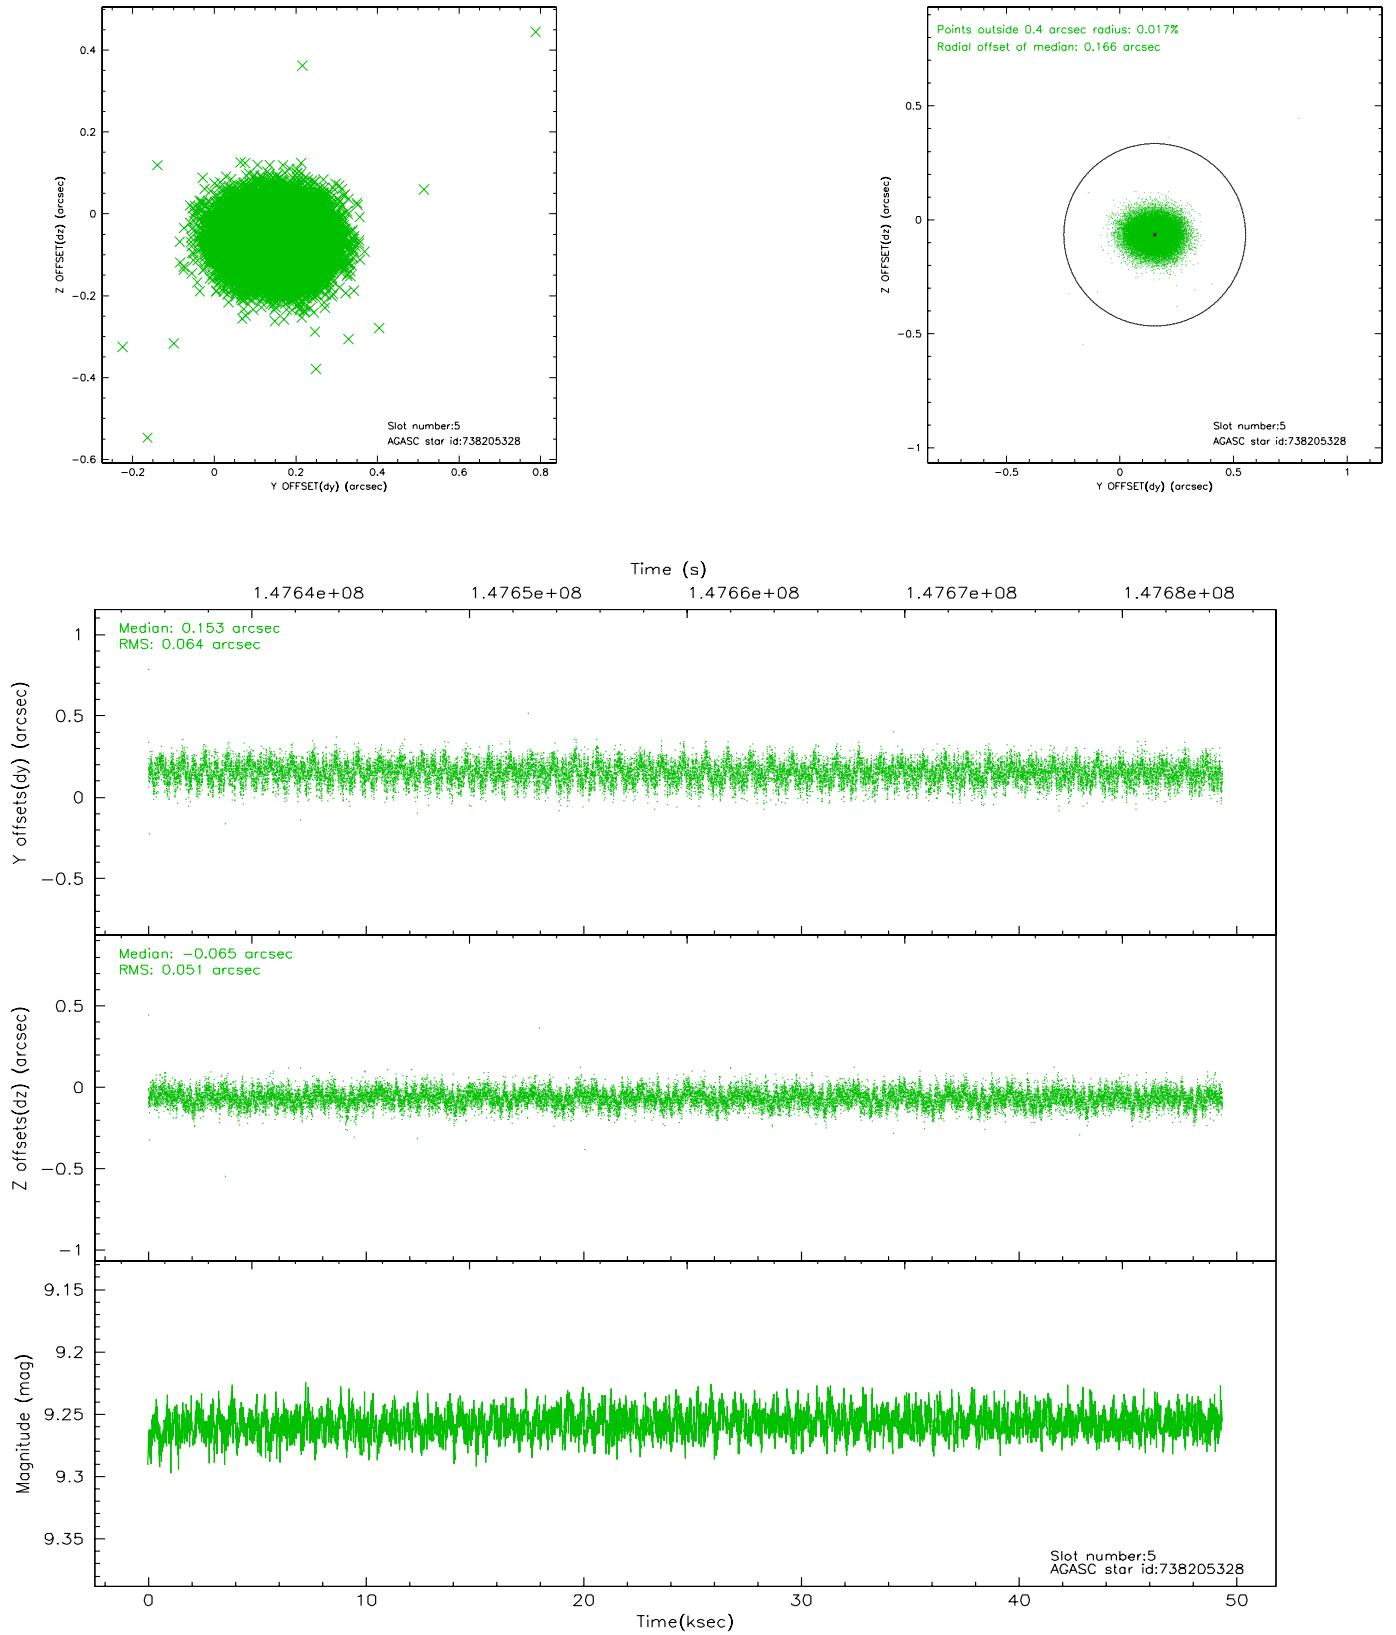 0.4
0.2
0
−0.2
−0.4
−0.6
Z OFFSET(dz) (arcsec)
Slot number:5
AGASC star id:738205328
−0.2 0 0.2 0.4 0.6 0.8
Y OFFSET(dy) (arcsec)
Points outside 0.4 arcsec radius: 0.017%
Radial offset of median: 0.166 arcsec
0.5
0
−0.5
−1
Z OFFSET(dz) (arcsec)
Slot number:5
AGASC star id:738205328
−0.5 0 0.5 1
Y OFFSET(dy) (arcsec)
Time (s)
1.4764e+08 1.4765e+08 1.4766e+08 1.4767e+08 1.4768e+08
Median: 0.153 arcsec
RMS: 0.064 arcsec
1
0.5
0
−0.5
Y offsets(dy) (arcsec)
Median: −0.065 arcsec
RMS: 0.051 arcsec
0.5
0
−0.5
−1
Z offsets(dz) (arcsec)
9.15
9.2
9.25
9.3
9.35
Magnitude (mag)
Slot number:5
AGASC star id:738205328
0 10 20 30 40 50
Time(ksec)